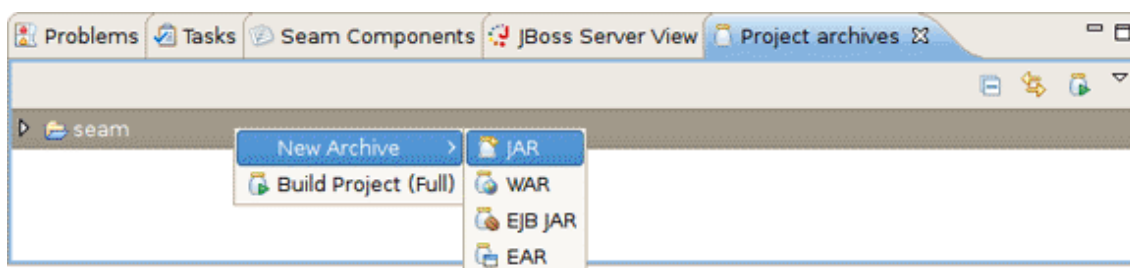 Problems Tasks Seam Components JBoss Server View Project archives
seam
New Archive JAR
Build Project (Full) WAR
EJB JAR
EAR